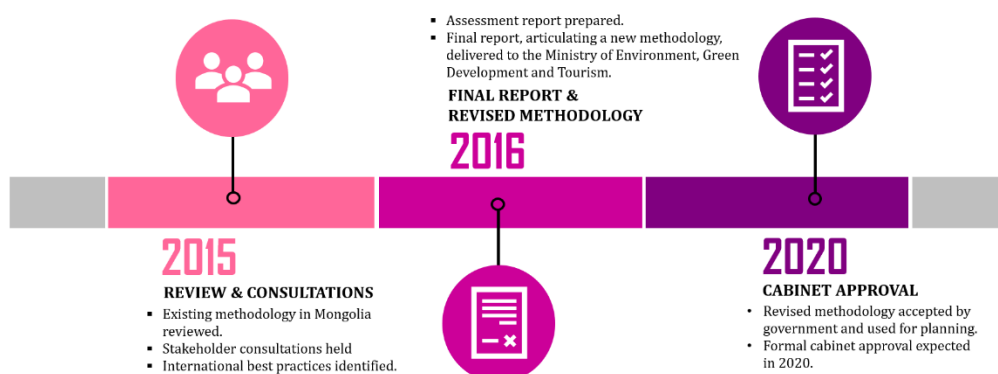 ▪ Assessment report prepared.
▪ Final report, articulating a new methodology,
delivered to the Ministry of Environment, Green
Development and Tourism.
FINAL REPORT &
REVISED METHODOLOGY
2016
2015
REVIEW & CONSULTATIONS
▪ Existing methodology in Mongolia
reviewed.
▪ Stakeholder consultations held
▪ International best practices identified.
2020
CABINET APPROVAL
• Revised methodology accepted by
government and used for planning.
• Formal cabinet approval expected
in 2020.